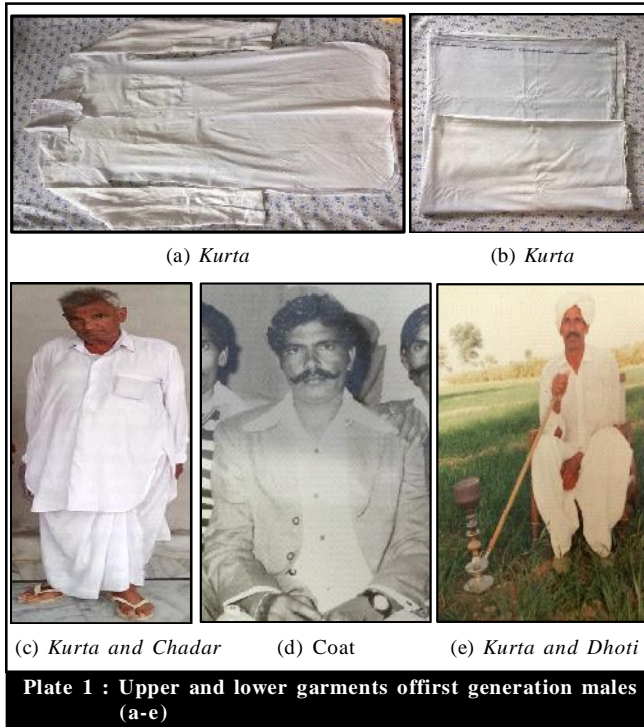 (a) Kurta
(b) Kurta
(c) Kurta and Chadar
(d) Coat
(e) Kurta and Dhoti
Plate 1 : Upper and lower garments offirst generation males
(a-e)